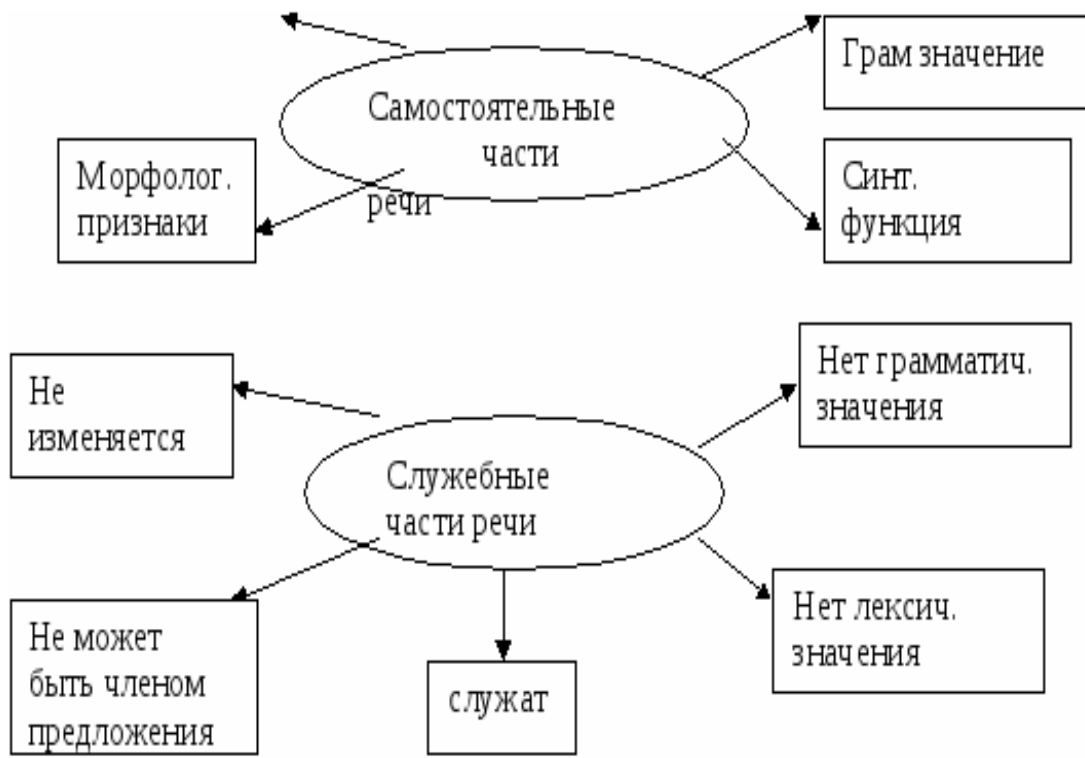 Грам значение
Самостоятельные
части
речи
Морфолог.
признаки
Синт.
функция
Не
изменяется
Нет грамматич.
значения
Служебные
части речи
Не может
быть членом
предложения
служат
Нет лексич.
значения